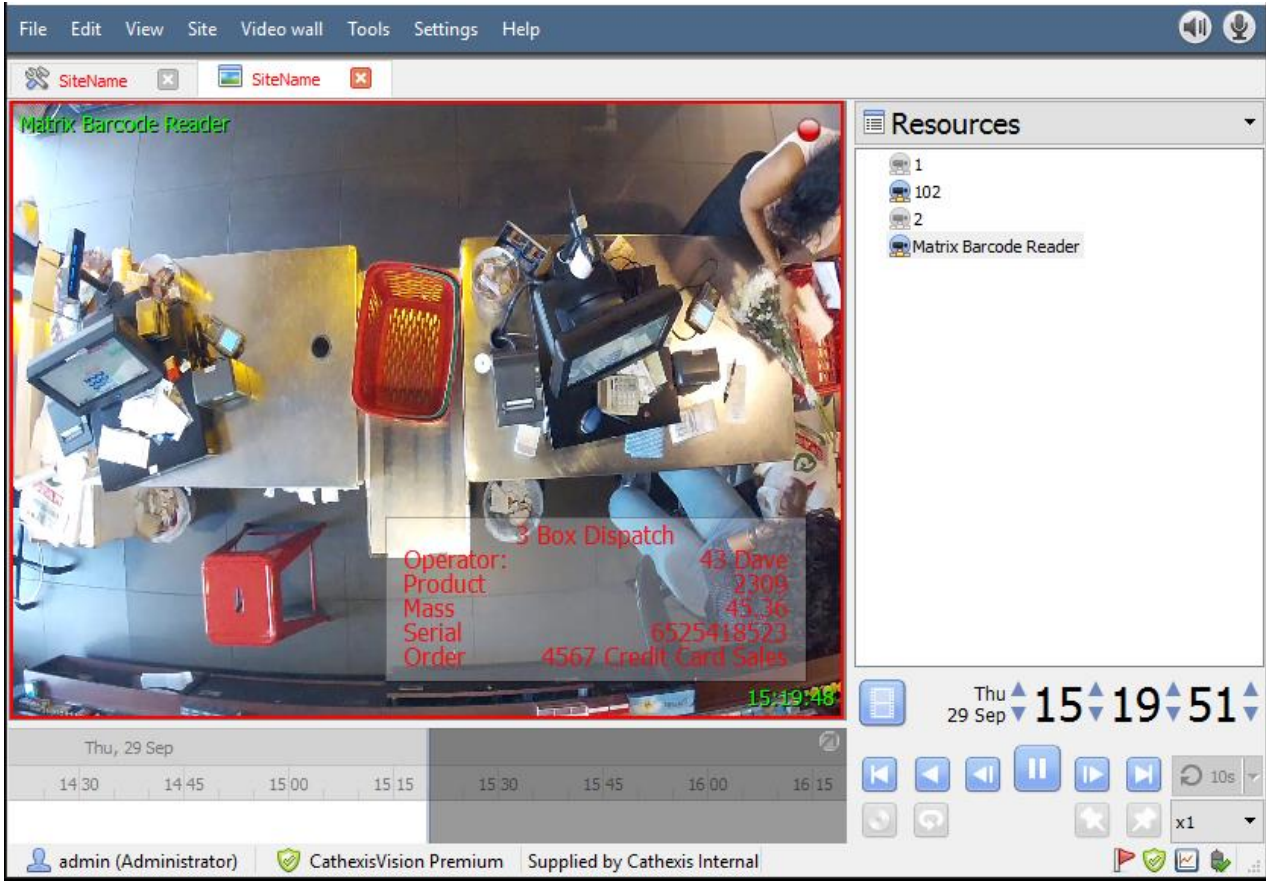 File Edit View Site Video wall Tools Settings Help
SiteName SiteName
Matrix Barcode Reader
3 Box Dispatch
Operator: 43 Dave
Product 2309
Mass 45.36
Serial 6525418523
Order 4567 Credit Card Sales
15:19:48
Resources
1
102
2
Matrix Barcode Reader
Thu
29 Sep 15 19 51
Thu, 29 Sep
14 30 14 45 15 00 15 15 15 30 15 45 16 00 16 15
10s
x1
admin (Administrator) CathexisVision Premium Supplied by Cathexis Internal